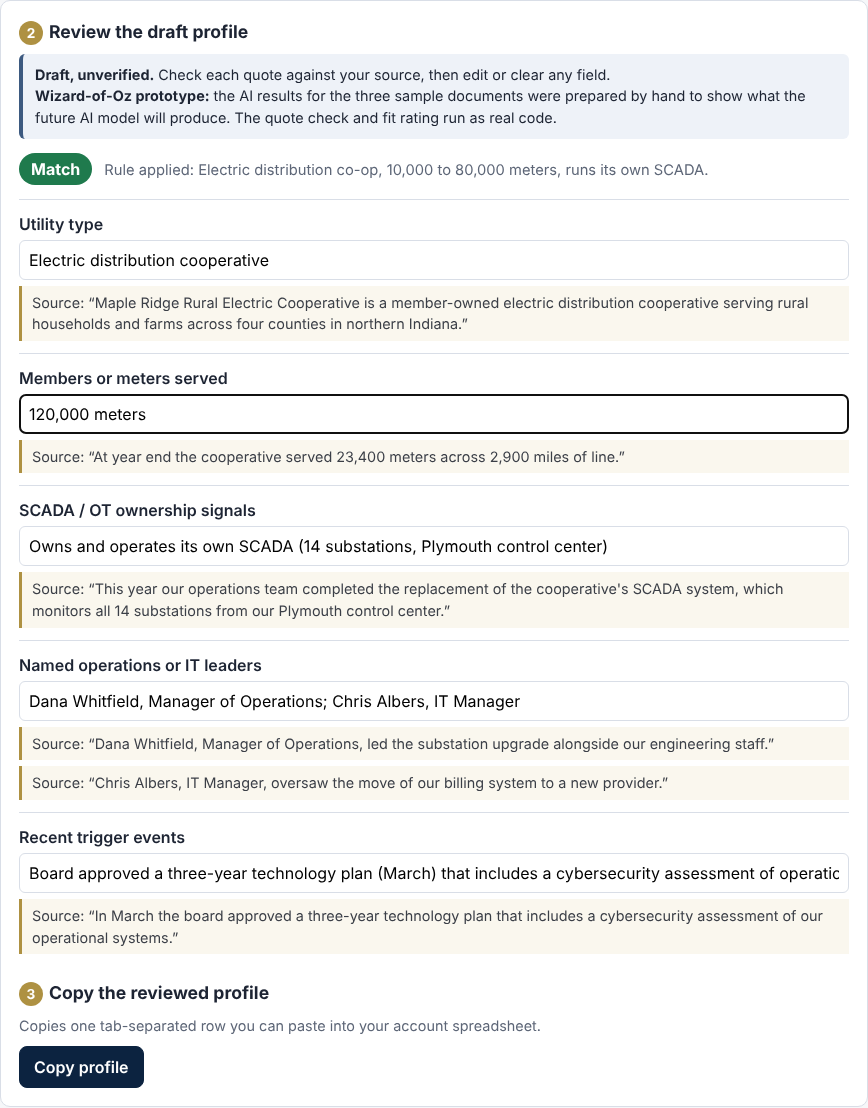 2 Review the draft profile
Draft, unverified. Check each quote against your source, then edit or clear any field.
Wizard-of-Oz prototype: the AI results for the three sample documents were prepared by hand to show what the
future AI model will produce. The quote check and fit rating run as real code.
Match Rule applied: Electric distribution co-op, 10,000 to 80,000 meters, runs its own SCADA.
Utility type
Electric distribution cooperative
Source: “Maple Ridge Rural Electric Cooperative is a member-owned electric distribution cooperative serving rural
households and farms across four counties in northern Indiana.”
Members or meters served
120,000 meters
Source: “At year end the cooperative served 23,400 meters across 2,900 miles of line.”
SCADA / OT ownership signals
Owns and operates its own SCADA (14 substations, Plymouth control center)
Source: “This year our operations team completed the replacement of the cooperative's SCADA system, which
monitors all 14 substations from our Plymouth control center.”
Named operations or IT leaders
Dana Whitfield, Manager of Operations; Chris Albers, IT Manager
Source: “Dana Whitfield, Manager of Operations, led the substation upgrade alongside our engineering staff.”
Source: “Chris Albers, IT Manager, oversaw the move of our billing system to a new provider.”
Recent trigger events
Board approved a three-year technology plan (March) that includes a cybersecurity assessment of operatic
Source: “In March the board approved a three-year technology plan that includes a cybersecurity assessment of our
operational systems.”
3 Copy the reviewed profile
Copies one tab-separated row you can paste into your account spreadsheet.
Copy profile